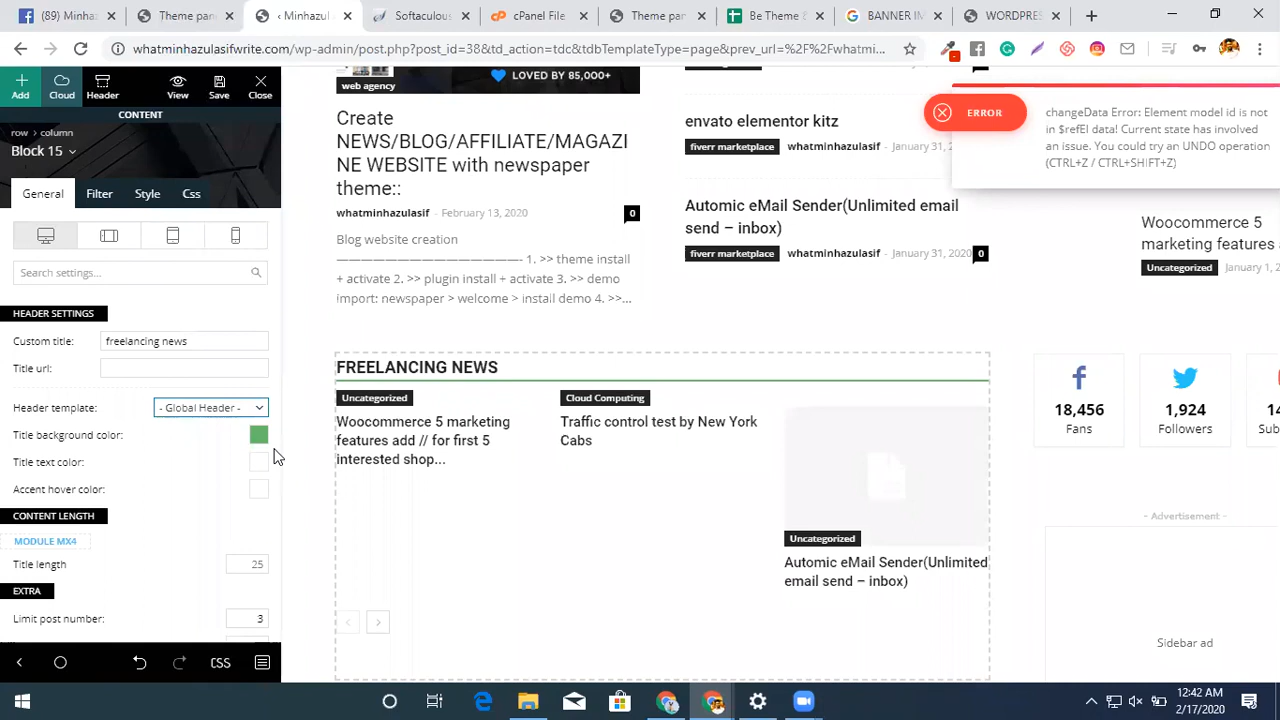 Theme pan
‹ Minhazul
Softaculous
cPanel File
Theme pan
Be Theme
BANNER IM
WORDPRES
whatminhazulasifwrite.com/wp-admin/post.php?post_id=38&td_action=tdc&tdbTemplateType=page&prev_url=%2F%2Fwhatmi...
Add
Cloud
Header
View
Save
Close
CONTENT
row › column
Block 15
General
Filter
Style
Css
Search settings...
HEADER SETTINGS
Custom title:
freelancing news
Title url:
Header template:
- Global Header -
Title background color:
Title text color:
Accent hover color:
CONTENT LENGTH
MODULE MX4
Title length
25
EXTRA
Limit post number:
3
CSS
LOVED BY 85,000+
web agency
Create
NEWS/BLOG/AFFILIATE/MAGAZI
NE WEBSITE with newspaper
theme::
whatminhazulasif - February 13, 2020
0
Blog website creation
———————————————- 1. >> theme install
+ activate 2. >> plugin install + activate 3. >> demo
import: newspaper > welcome > install demo 4. >>...
envato elementor kitz
fiverr marketplace whatminhazulasif - January 31, 2
Automic eMail Sender(Unlimited email
send – inbox)
fiverr marketplace whatminhazulasif - January 31, 2020
0
ERROR
changeData Error: Element model id is not
in $refEl data! Current state has involved
an issue. You could try an UNDO operation
(CTRL+Z / CTRL+SHIFT+Z)
Woocommerce 5
marketing features
Uncategorized January 1, 2
FREELANCING NEWS
Uncategorized
Woocommerce 5 marketing
features add // for first 5
interested shop...
Cloud Computing
Traffic control test by New York
Cabs
Uncategorized
Automic eMail Sender(Unlimited
email send – inbox)
18,456
Fans
1,924
Followers
Sub
- Advertisement -
Sidebar ad
12:42 AM
2/17/2020